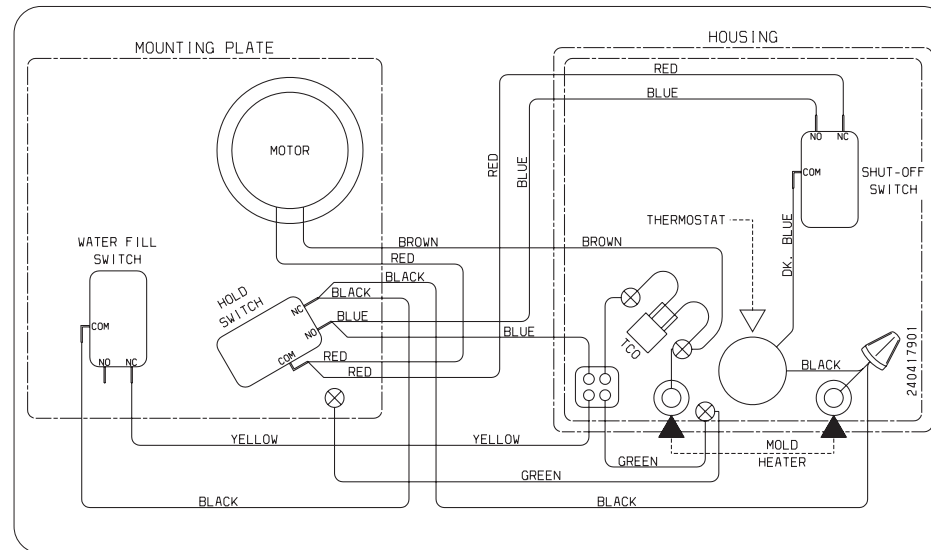 HOUSING
MOUNTING PLATE
RED
BLUE
MOTOR
NO
NC
COM
SHUT-OFF
SWITCH
RED
BLUE
THERMOSTAT
DK. BLUE
WATER FILL
SWITCH
BROWN
BROWN
RED
BLACK
HOLD
SWITCH
NC
BLACK
COM
NO
BLUE
BLUE
TCO
NO
NC
COM
RED
RED
BLACK
240417901
YELLOW
YELLOW
MOLD
HEATER
GREEN
GREEN
BLACK
BLACK